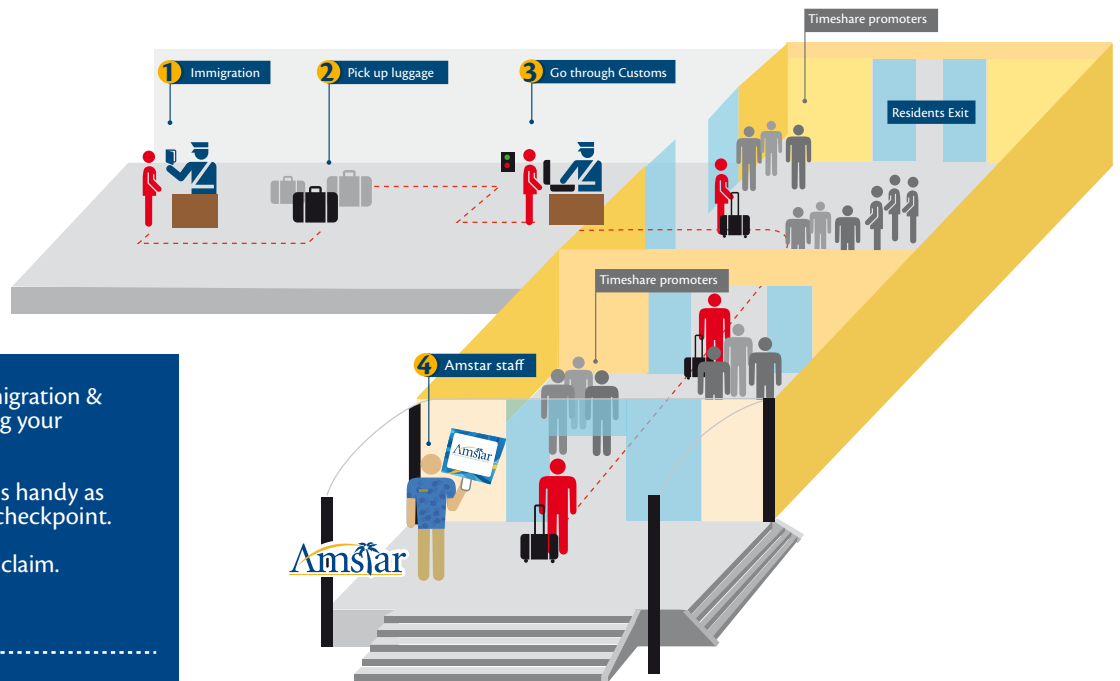 Timeshare promoters
1 Immigration
2 Pick up luggage
3 Go through Customs
Residents Exit
Timeshare promoters
4 Amstar staff
Amstar
Amstar
&
g your
s handy as
checkpoint.
claim.